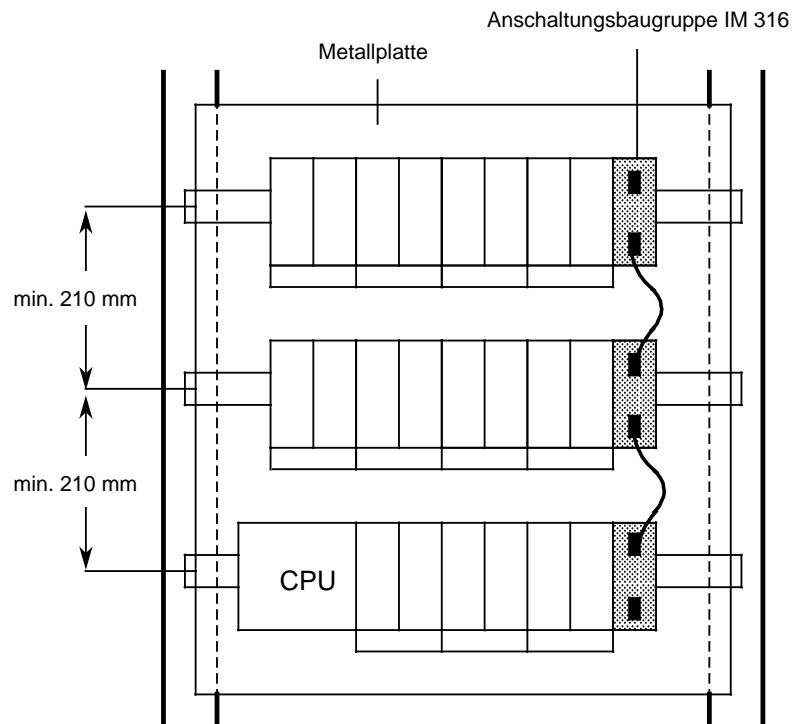 Anschaltungsbaugruppe IM 316
Metallplatte
min. 210 mm
min. 210 mm
CPU